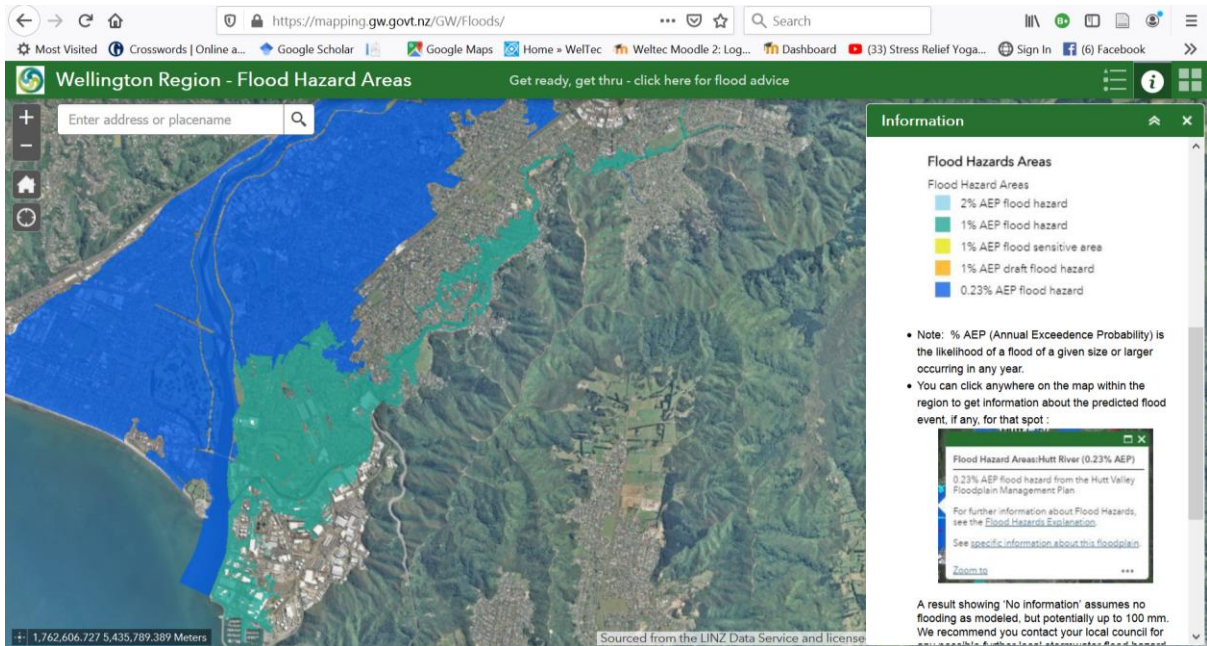 https://mapping.gw.govt.nz/GW/Floods/
Search
Most Visited
Crosswords | Online a...
Google Scholar
Google Maps
Home » WelTec
Weltec Moodle 2: Log...
Dashboard
(33) Stress Relief Yoga...
Sign In
(6) Facebook
Wellington Region - Flood Hazard Areas
Get ready, get thru - click here for flood advice
Enter address or placename
Information
Flood Hazards Areas
Flood Hazard Areas
2% AEP flood hazard
1% AEP flood hazard
1% AEP flood sensitive area
1% AEP draft flood hazard
0.23% AEP flood hazard
• Note: % AEP (Annual Exceedence Probability) is
the likelihood of a flood of a given size or larger
occurring in any year.
• You can click anywhere on the map within the
region to get information about the predicted flood
event, if any, for that spot :
Flood Hazard Areas:Hutt River (0.23% AEP)
0.23% AEP flood hazard from the Hutt Valley
Floodplain Management Plan
For further information about Flood Hazards,
see the Flood Hazards Explanation.
See specific information about this floodplain.
Zoom to
A result showing 'No information' assumes no
flooding as modeled, but potentially up to 100 mm.
We recommend you contact your local council for
any possible further local stormwater flood hazard
1,762,606.727 5,435,789.389 Meters
Sourced from the LINZ Data Service and license